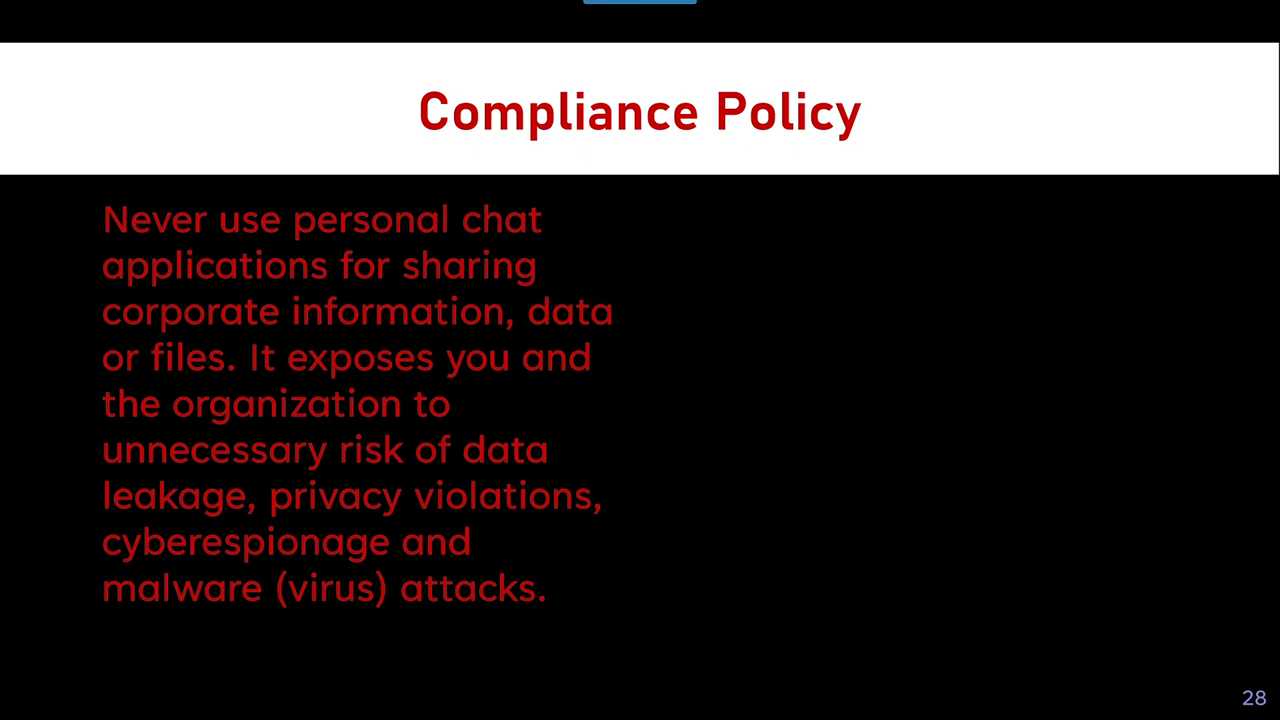 Compliance Policy
Never use personal chat
applications for sharing
corporate information, data
or files. It exposes you and
the organization to
unnecessary risk of data
leakage, privacy violations,
cyberespionage and
malware (virus) attacks.
28